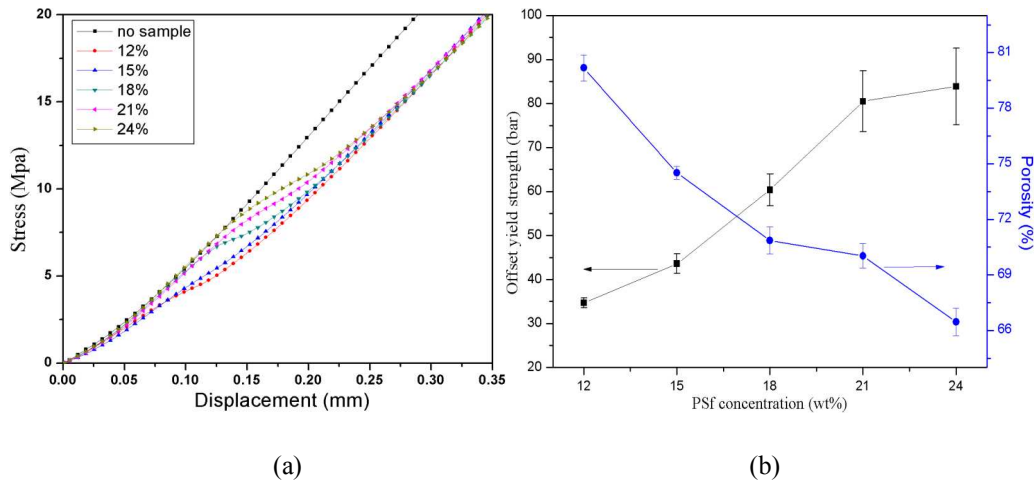 no sample
12%
15%
18%
21%
24%
20
15
10
5
0
0.00 0.05 0.10 0.15 0.20 0.25 0.30 0.35
Stress (Mpa)
Displacement (mm)
(a)
100
90
80
70
60
50
40
30
20
Offset yield strength (bar)
12 15 18 21 24
PSf concentration (wt%)
81
78
75
72
69
66
Porosity (%)
(b)